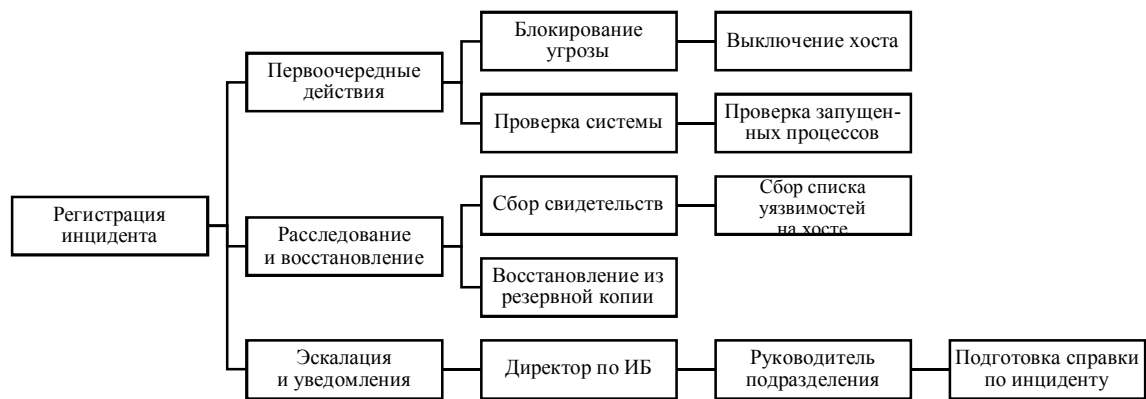 Блокирование
угрозы
Выключение хоста
Первоочередные
действия
Проверка системы
Проверка запущен-
ных процессов
Регистрация
инцидента
Сбор свидетельств
Сбор списка
уязвимостей
на хосте
Расследование
и восстановление
Восстановление из
резервной копии
Эскалация
и уведомления
Директор по ИБ
Руководитель
подразделения
Подготовка справки
по инциденту